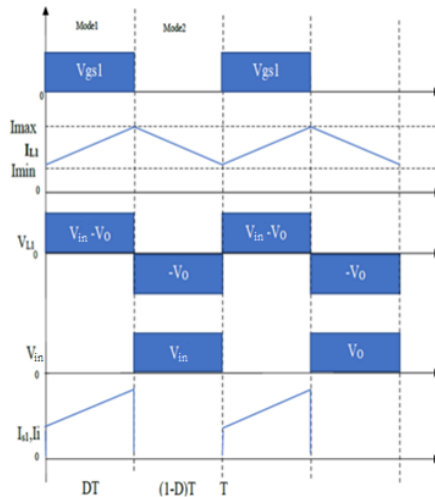 Mode1 Mode2
Vgs1 Vgs1
0
Imax
IL1
Imin
0
Vin -VO Vin -VO
VL1
0
-VO -VO
Vin Vin VO
0
Is1,Ii
0
DT (1-D)T T